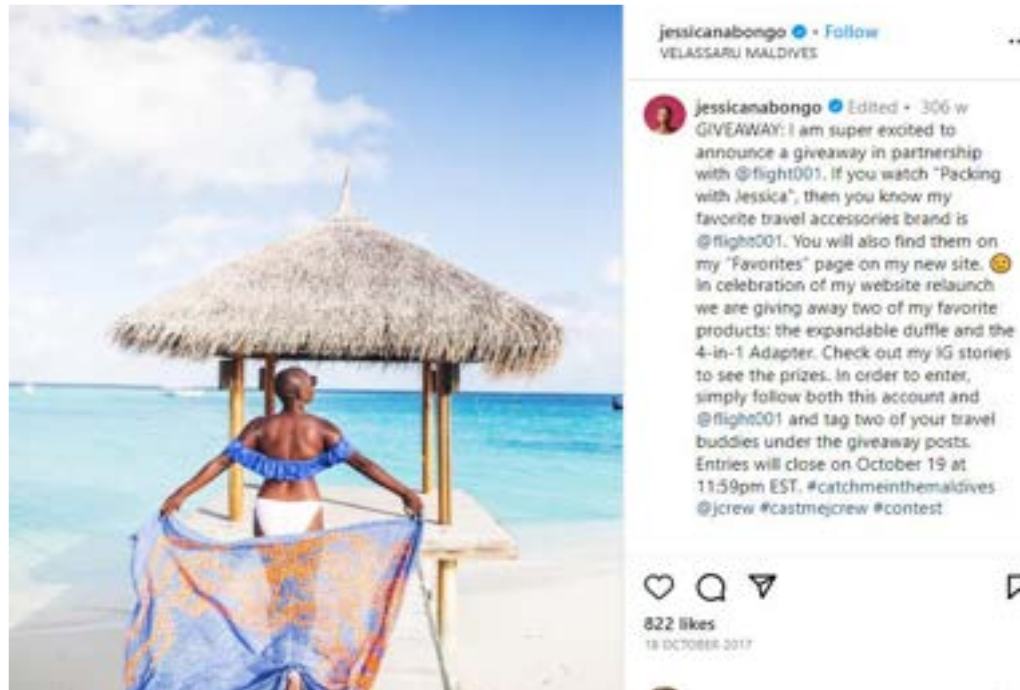 jessicanabongo • Follow
VELASSARU MALDIVES
jessicanabongo Edited • 306 w
GIVEAWAY: I am super excited to
announce a giveaway in partnership
with @flight001. If you watch "Packing
with Jessica", then you know my
favorite travel accessories brand is
@flight001. You will also find them on
my "Favorites" page on my new site.
In celebration of my website relaunch
we are giving away two of my favorite
products: the expandable duffle and the
4-in-1 Adapter. Check out my IG stories
to see the prizes. In order to enter,
simply follow both this account and
@flight001 and tag two of your travel
buddies under the giveaway posts.
Entries will close on October 19 at
11:59pm EST. #catchmeinthemaldives
@jcrew #castmejcrew #contest
822 likes
18 OCTOBER 2017